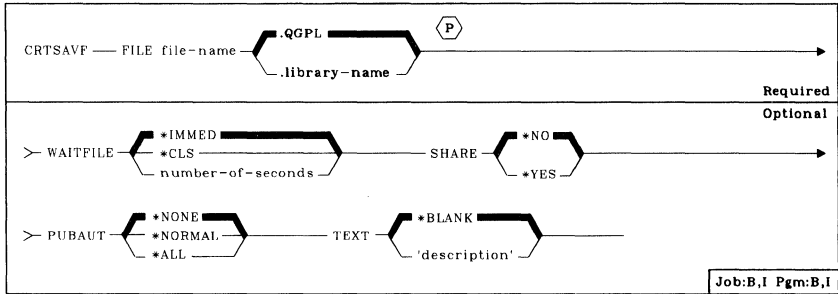 .QGPL
P
CRTSAVF FILE file-name
.library-name
Required
Optional
*IMMED *NO
WAITFILE *CLS SHARE
number-of-seconds *YES
*NONE *BLANK
PUBAUT *NORMAL TEXT
*ALL 'description'
Job:B,I Pgm:B,I